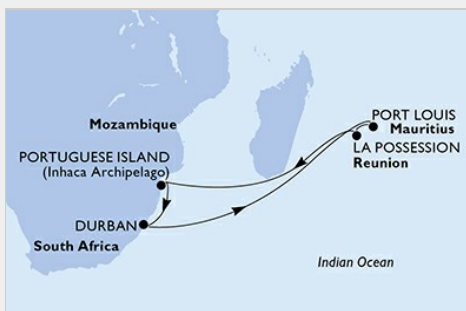 PORT LOUIS
Mauritius
LA POSSESSION
Reunion
Mozambique
PORTUGUESE ISLAND
(Inhaca Archipelago)
DURBAN
South Africa
Indian Ocean